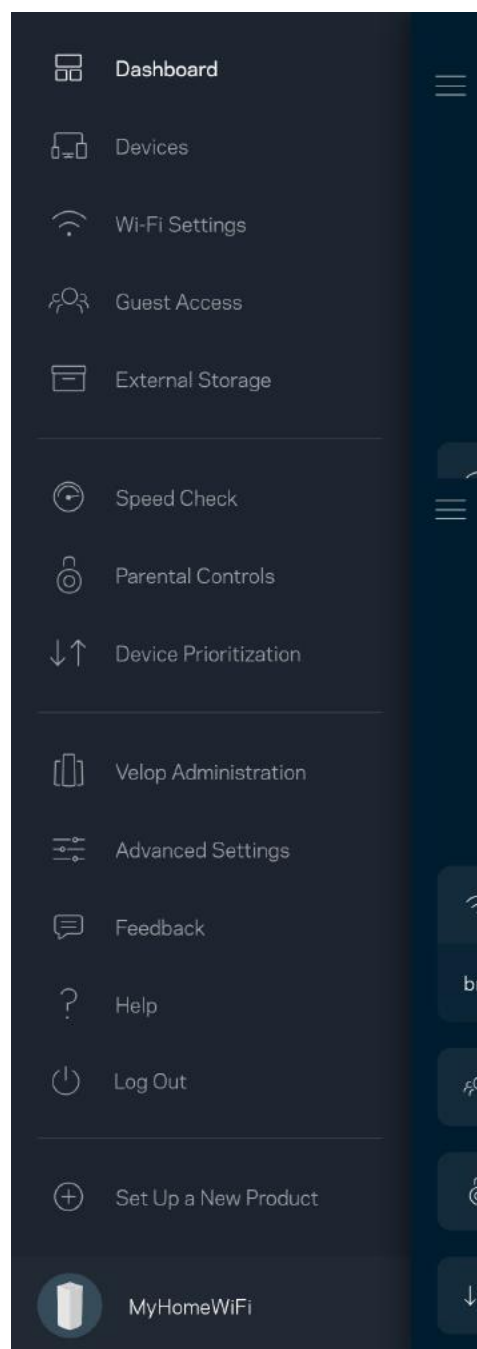 Dashboard
Devices
Wi-Fi Settings
Guest Access
External Storage
Speed Check
Parental Controls
Device Prioritization
Velop Administration
Advanced Settings
Feedback
Help
Log Out
Set Up a New Product
MyHomeWiFi